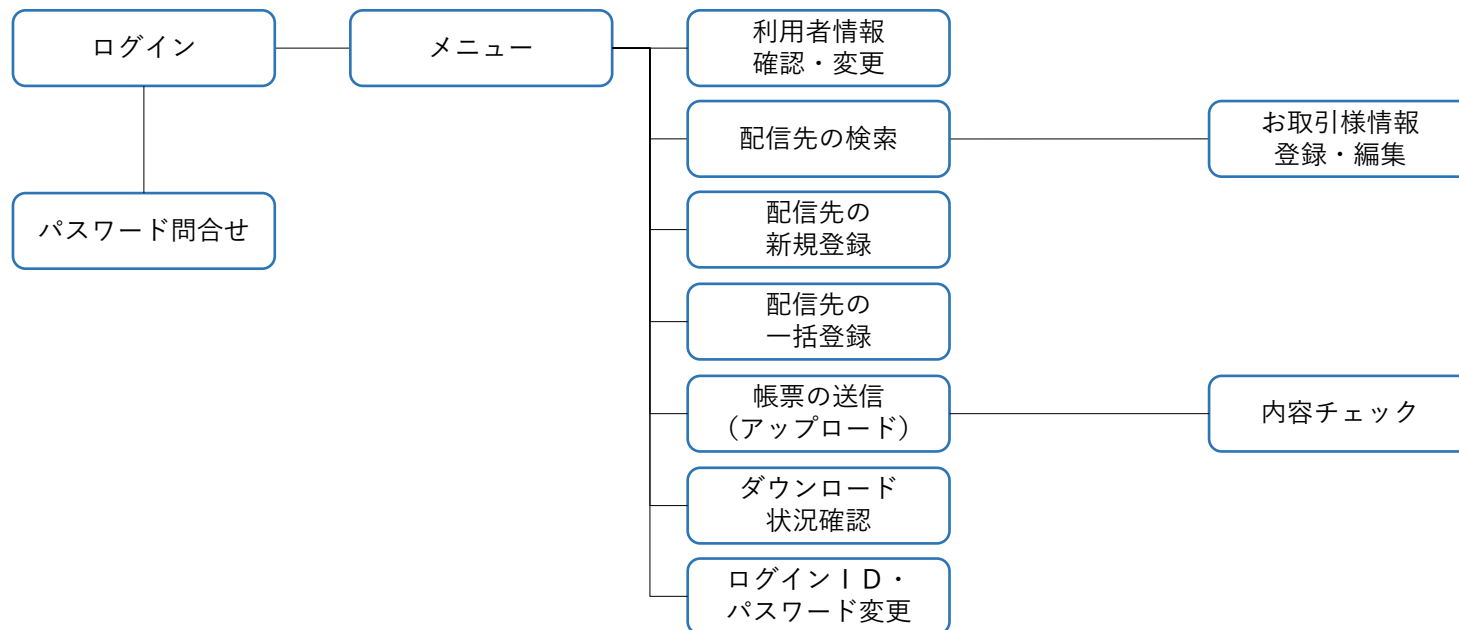 ログイン
メニュー
利用者情報
確認・変更
配信先の検索
お取引様情報
登録・編集
パスワード問合せ
配信先の
新規登録
配信先の
一括登録
帳票の送信
（アップロード）
内容チェック
ダウンロード
状況確認
ログインＩＤ・
パスワード変更